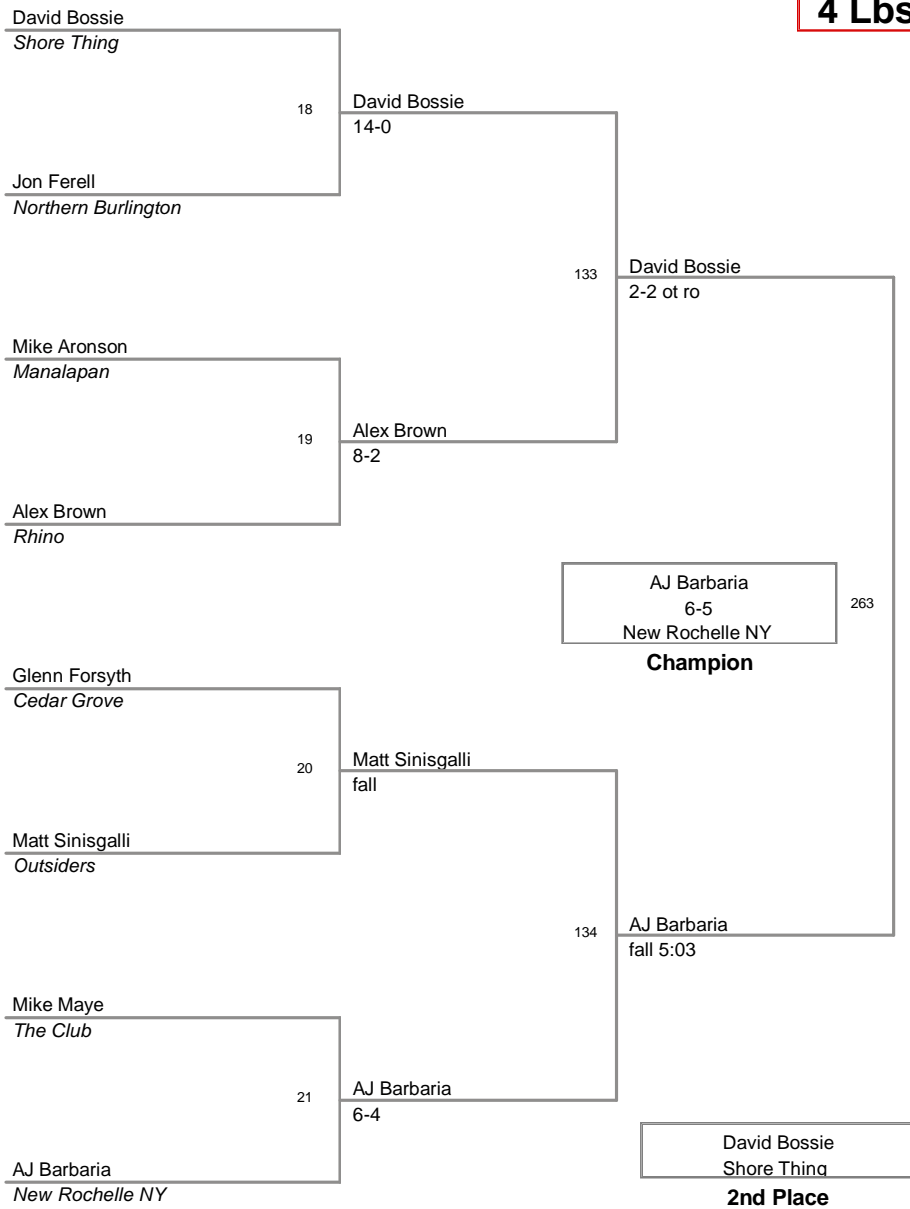 4 Lbs
David Bossie
Shore Thing
18
David Bossie
14-0
Jon Ferell
Northern Burlington
133
David Bossie
2-2 ot ro
Mike Aronson
Manalapan
19
Alex Brown
8-2
Alex Brown
Rhino
AJ Barbaria
6-5
New Rochelle NY
263
Champion
Glenn Forsyth
Cedar Grove
20
Matt Sinisgalli
fall
Matt Sinisgalli
Outsiders
134
AJ Barbaria
fall 5:03
Mike Maye
The Club
21
AJ Barbaria
6-4
AJ Barbaria
New Rochelle NY
David Bossie
Shore Thing
2nd Place